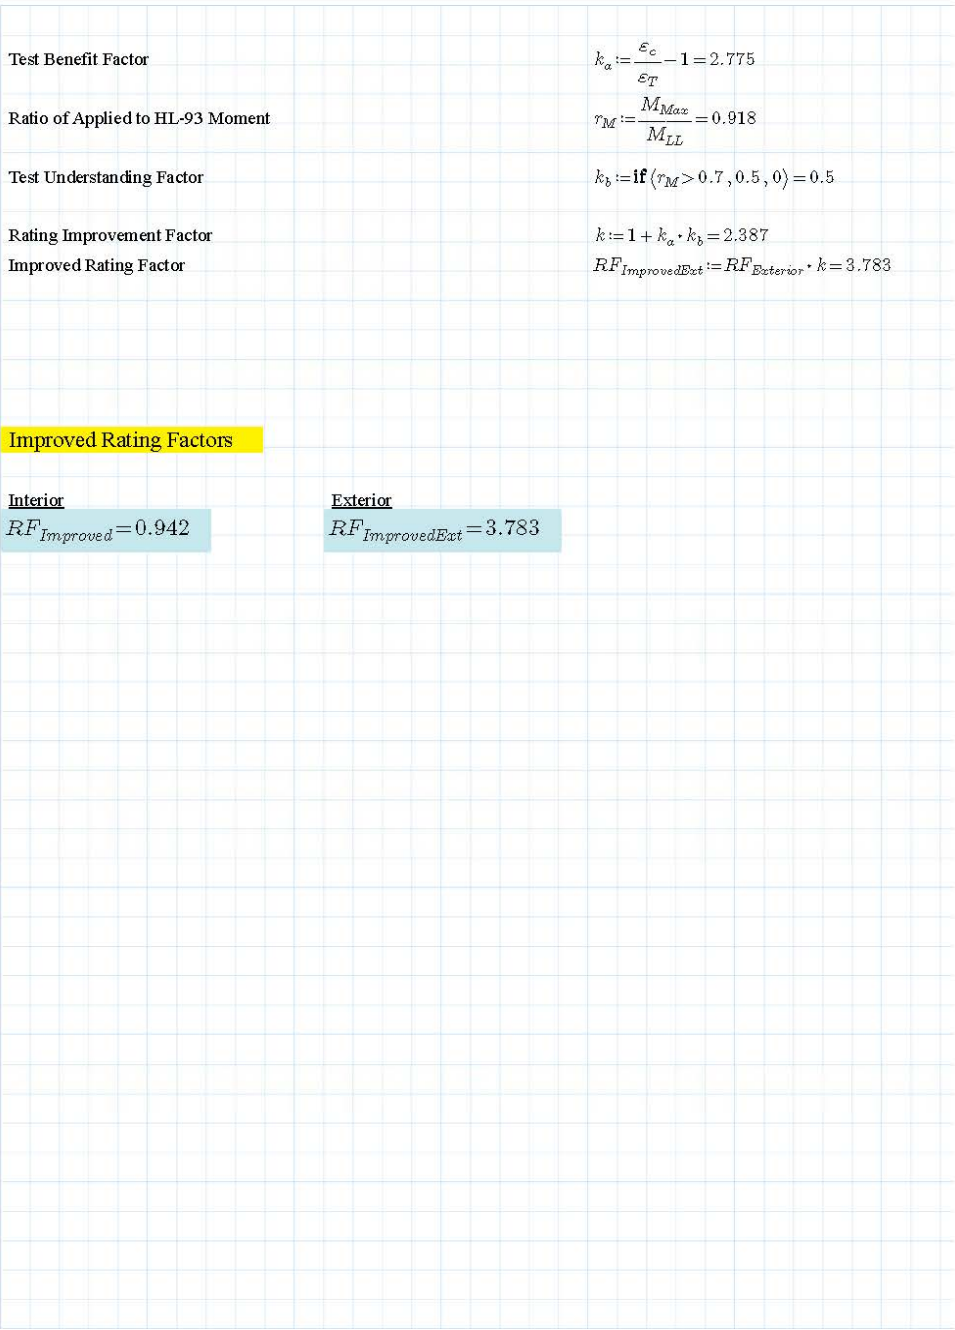 Test Benefit Factor k_a := ε_c / ε_T − 1 = 2.775
Ratio of Applied to HL-93 Moment r_M := M_Max / M_LL = 0.918
Test Understanding Factor k_b := if (r_M > 0.7 , 0.5 , 0) = 0.5
Rating Improvement Factor k := 1 + k_a · k_b = 2.387
Improved Rating Factor RF_ImprovedExt := RF_Exterior · k = 3.783
Improved Rating Factors
Interior Exterior
RF_Improved = 0.942 RF_ImprovedExt = 3.783